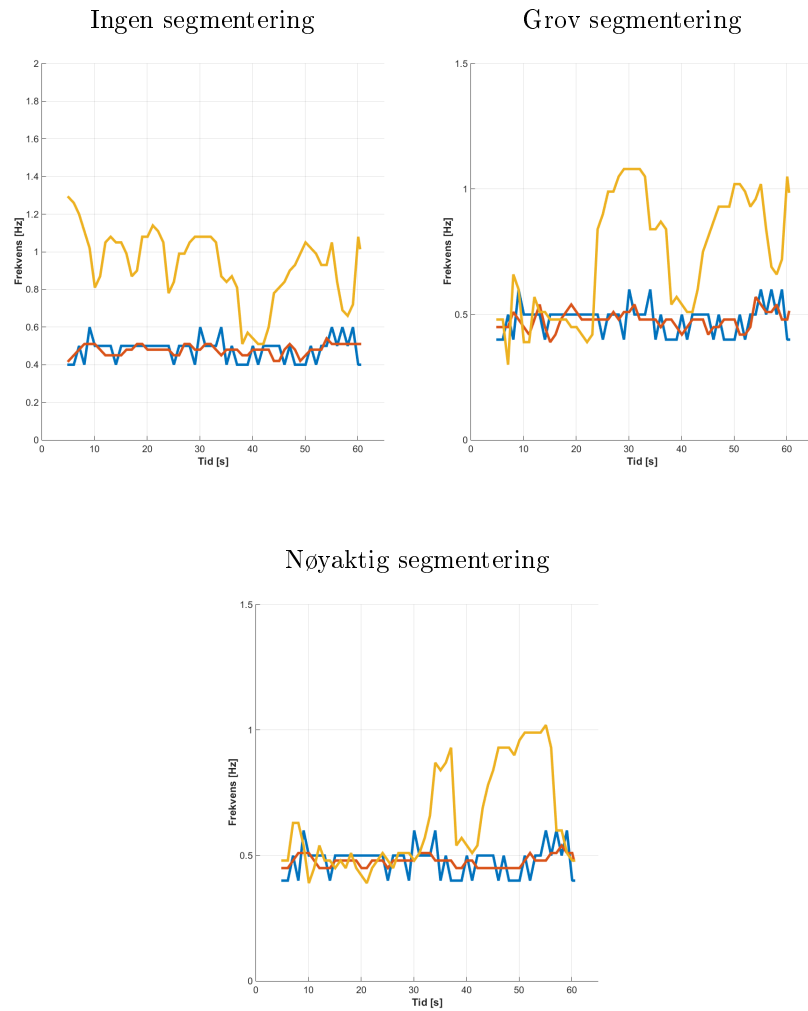 Ingen segmentering
Grov segmentering
2
1.8
1.6
1.4
1.2
1
0.8
0.6
0.4
0.2
0
Frekvens [Hz]
10 20 30 40 50 60
Tid [s]
1.5
1
0.5
0
Frekvens [Hz]
0 10 20 30 40 50 60
Tid [s]
Nøyaktig segmentering
1.5
1
0.5
0
Frekvens [Hz]
0 10 20 30 40 50 60
Tid [s]